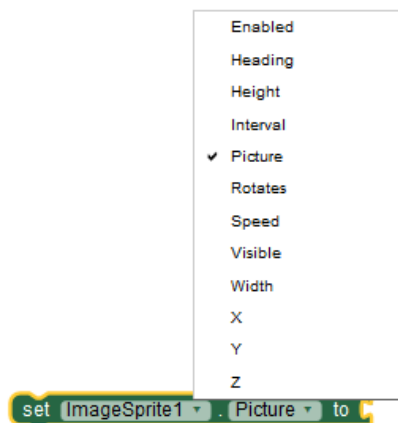 Enabled
Heading
Height
Interval
Picture
Rotates
Speed
Visible
Width
X
Y
Z
set ImageSprite1 . Picture to